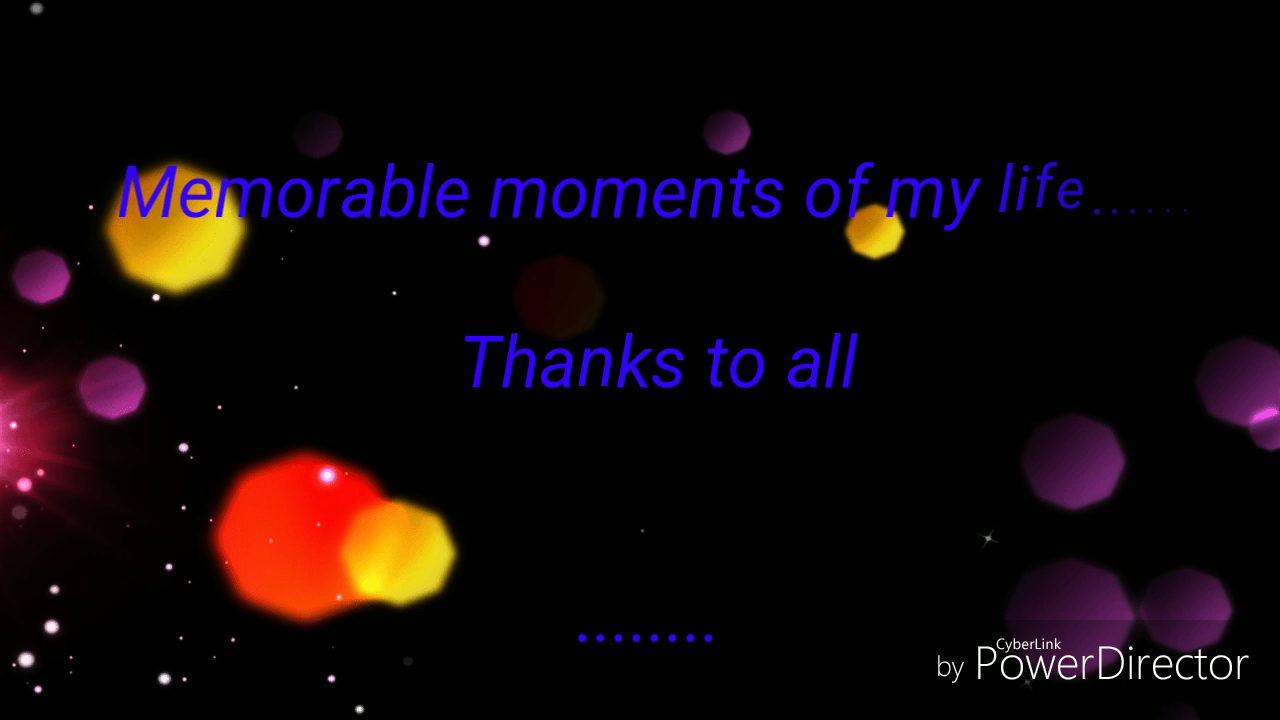 Memorable moments of my life......
Thanks to all
........
by CyberLink PowerDirector